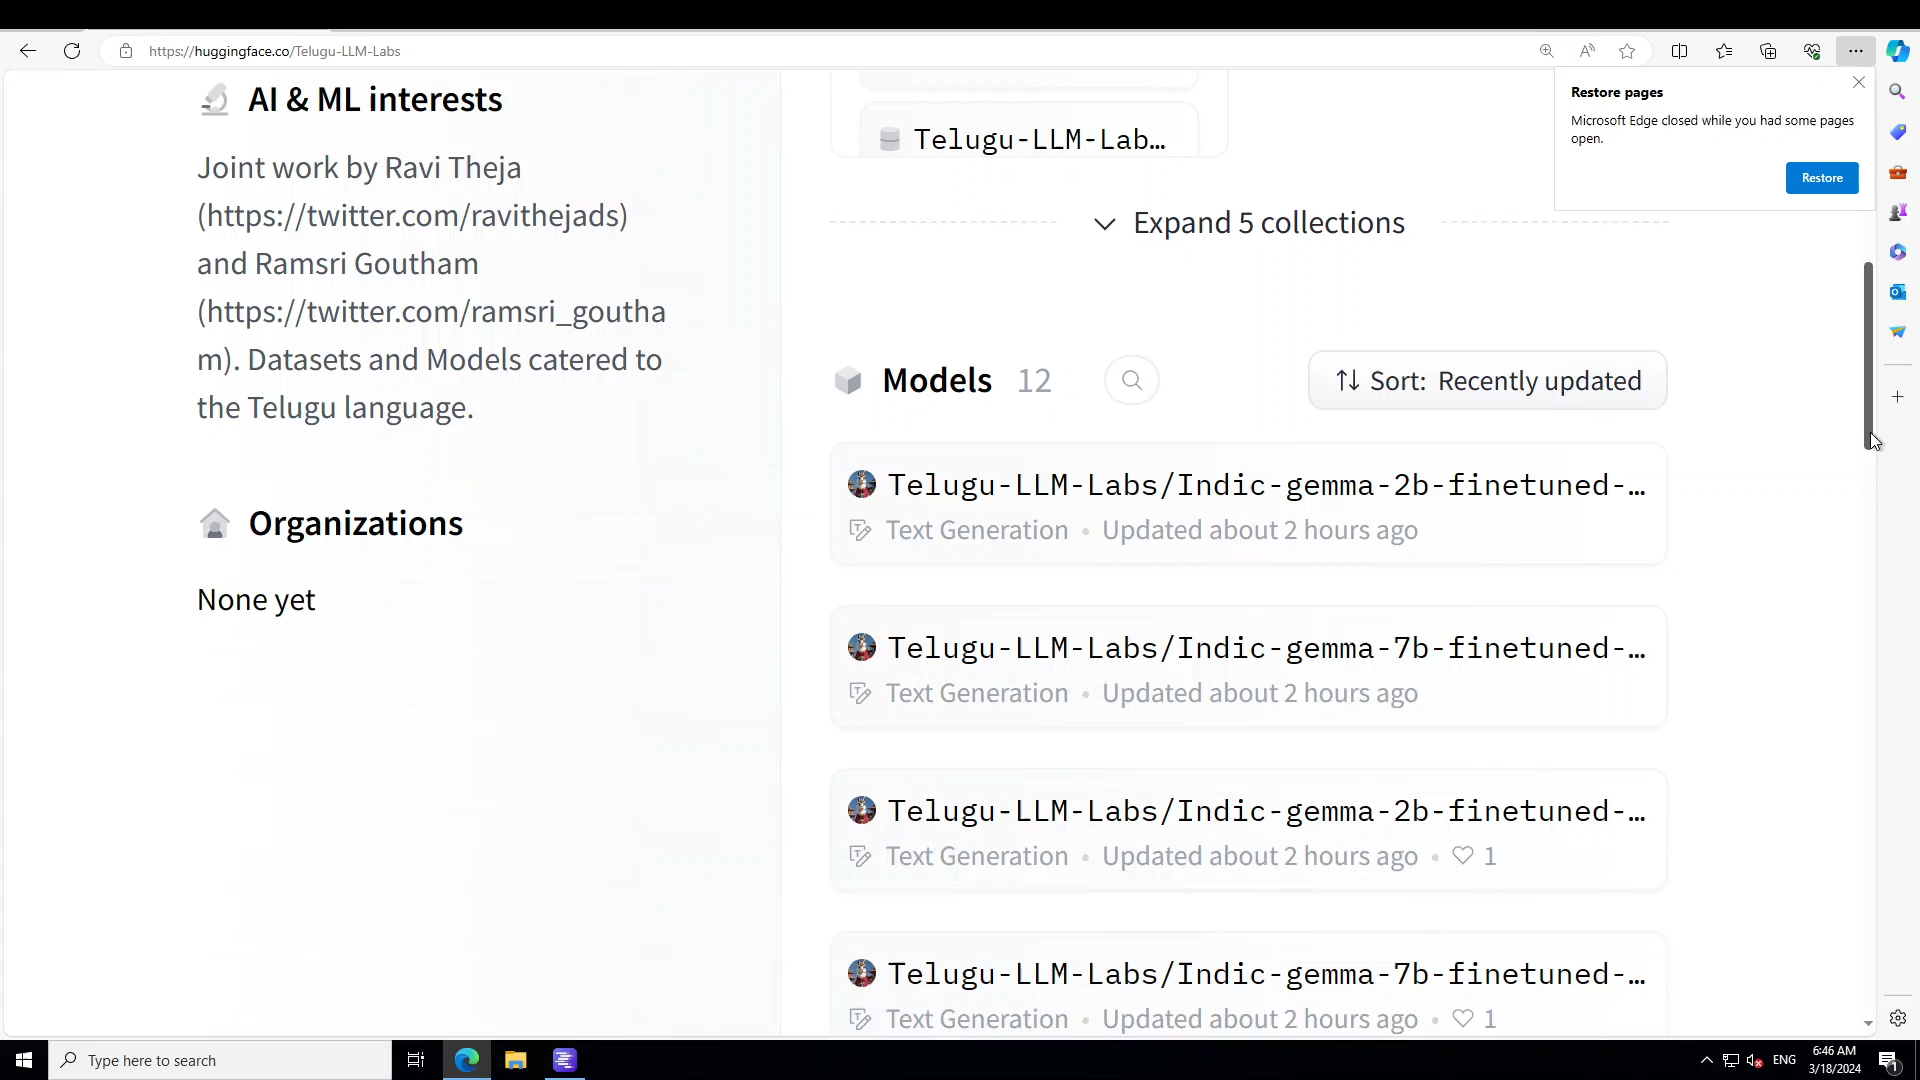 https://huggingface.co/Telugu-LLM-Labs
AI & ML interests
Joint work by Ravi Theja
(https://twitter.com/ravithejads)
and Ramsri Goutham
(https://twitter.com/ramsri_goutha
m). Datasets and Models catered to
the Telugu language.
Organizations
None yet
Telugu-LLM-Lab…
Expand 5 collections
Models 12
Sort: Recently updated
Telugu-LLM-Labs/Indic-gemma-2b-finetuned-…
Text Generation • Updated about 2 hours ago
Telugu-LLM-Labs/Indic-gemma-7b-finetuned-…
Text Generation • Updated about 2 hours ago
Telugu-LLM-Labs/Indic-gemma-2b-finetuned-…
Text Generation • Updated about 2 hours ago • 1
Telugu-LLM-Labs/Indic-gemma-7b-finetuned-…
Text Generation • Updated about 2 hours ago • 1
Restore pages
Microsoft Edge closed while you had some pages
open.
Restore
Type here to search
ENG
6:46 AM
3/18/2024
1